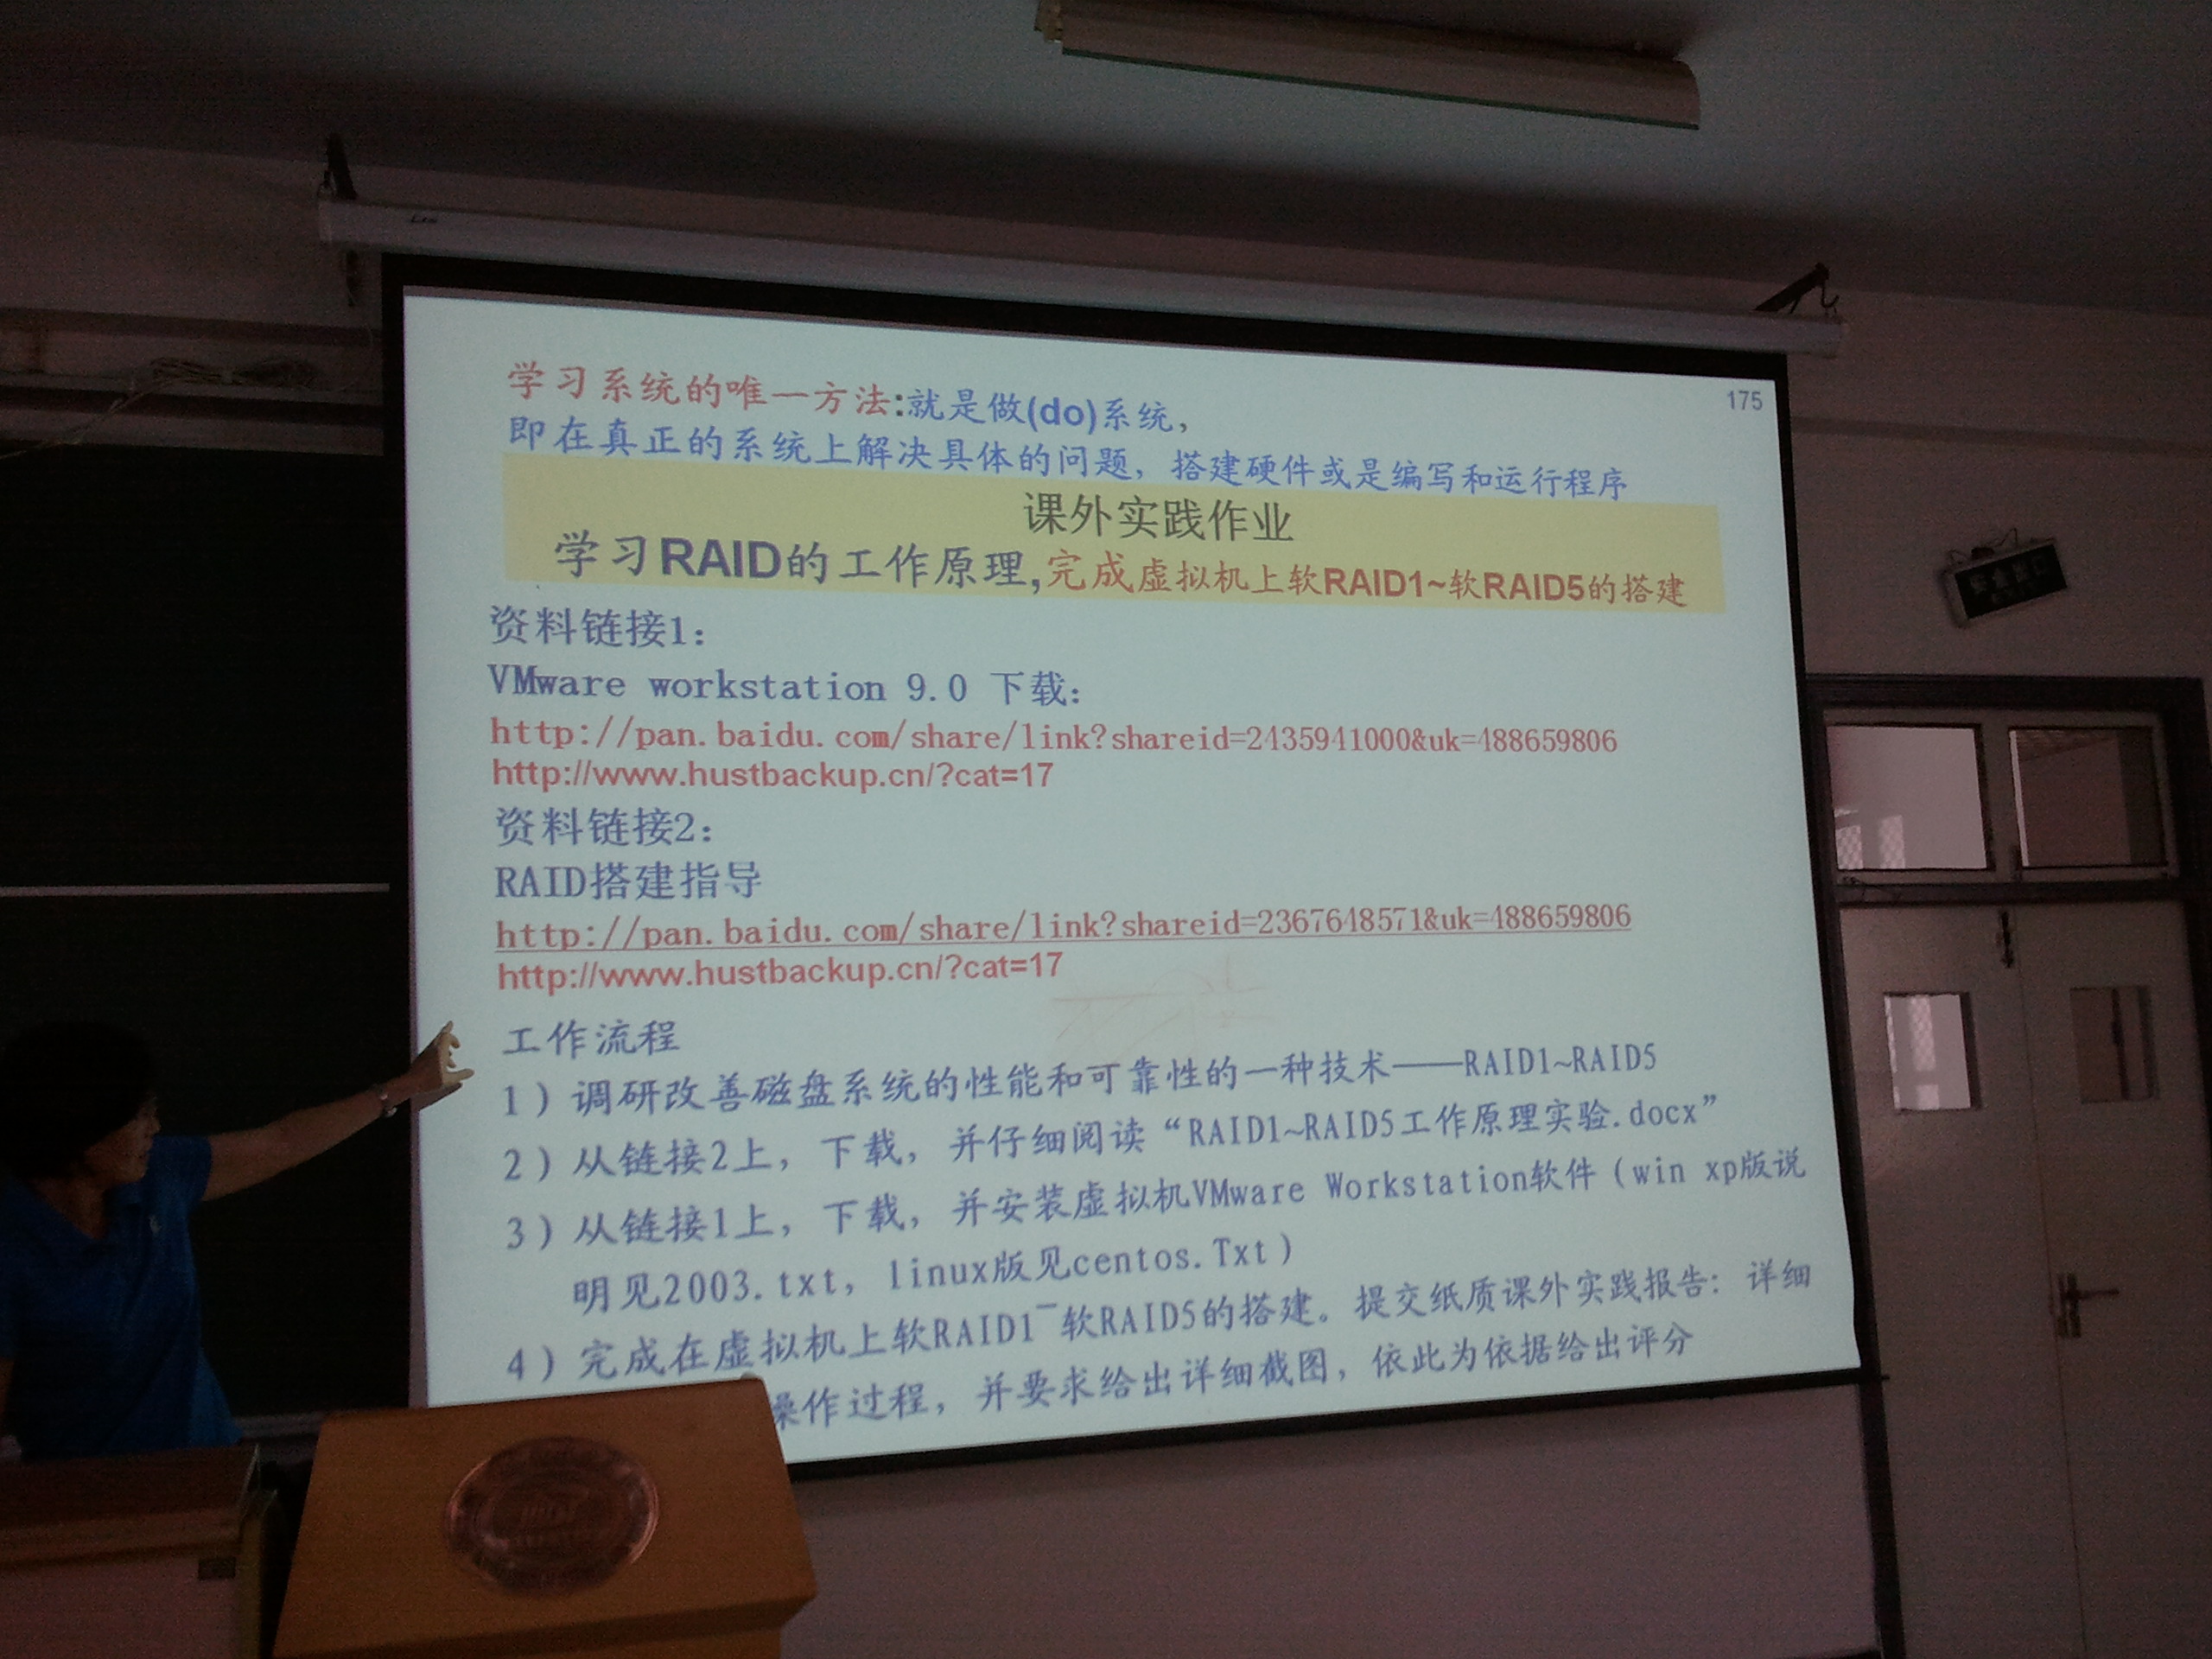 175
学习系统的唯一方法:就是做(do)系统，
即在真正的系统上解决具体的问题，搭建硬件或是编写和运行程序
课外实践作业
学习RAID的工作原理,完成虚拟机上软RAID1~软RAID5的搭建
资料链接1：
VMware workstation 9.0 下载：
http://pan.baidu.com/share/link?shareid=2435941000&uk=488659806
http://www.hustbackup.cn/?cat=17
资料链接2：
RAID搭建指导
http://pan.baidu.com/share/link?shareid=2367648571&uk=488659806
http://www.hustbackup.cn/?cat=17
工作流程
1）调研改善磁盘系统的性能和可靠性的一种技术——RAID1~RAID5
2）从链接2上，下载，并仔细阅读“RAID1~RAID5工作原理实验.docx”
3）从链接1上，下载，并安装虚拟机VMware Workstation软件（win xp版说
明见2003.txt，linux版见centos.Txt）
4）完成在虚拟机上软RAID1¯软RAID5的搭建。提交纸质课外实践报告：详细
操作过程，并要求给出详细截图，依此为依据给出评分